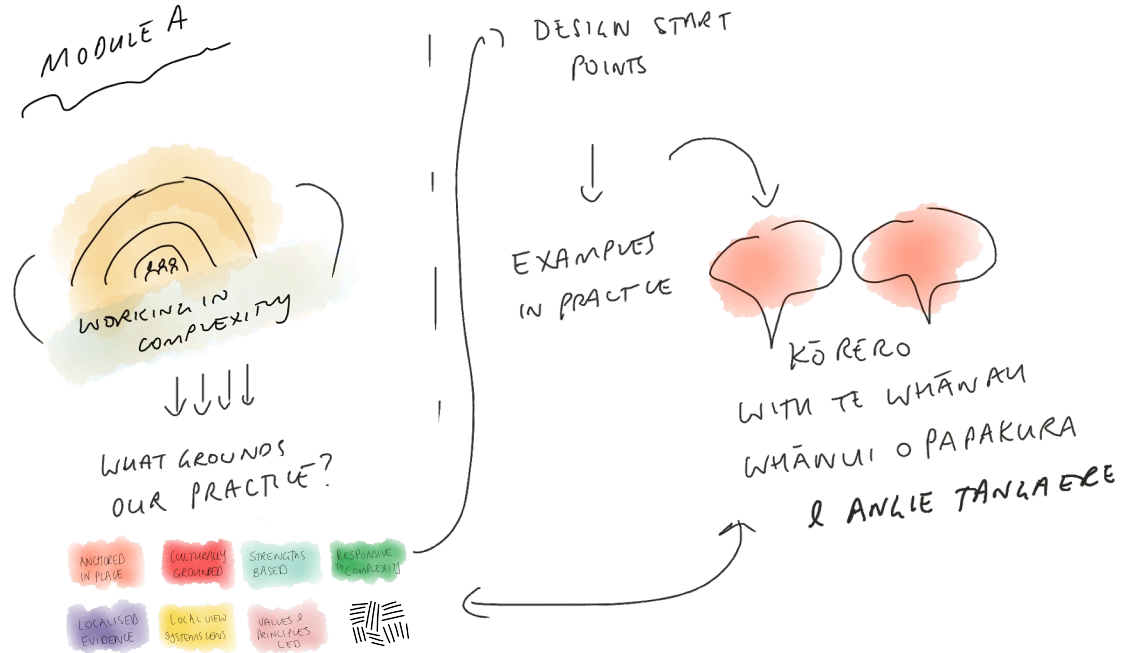 MODULE A
WORKING IN
COMPLEXITY
WHAT GROUNDS
OUR PRACTICE?
ANCHORED
IN PLACE
CULTURALLY
GROUNDED
STRENGTHS
BASED
RESPONSIVE
TO COMPLEXITY
LOCALISED
EVIDENCE
LOCAL VIEW
SYSTEMS LENS
VALUES &
PRINCIPLES
LED
DESIGN START
POINTS
EXAMPLES
IN PRACTICE
KŌRERO
WITH TE WHĀNAU
WHĀNUI O PAPAKURA
& ANGIE TANGAERE